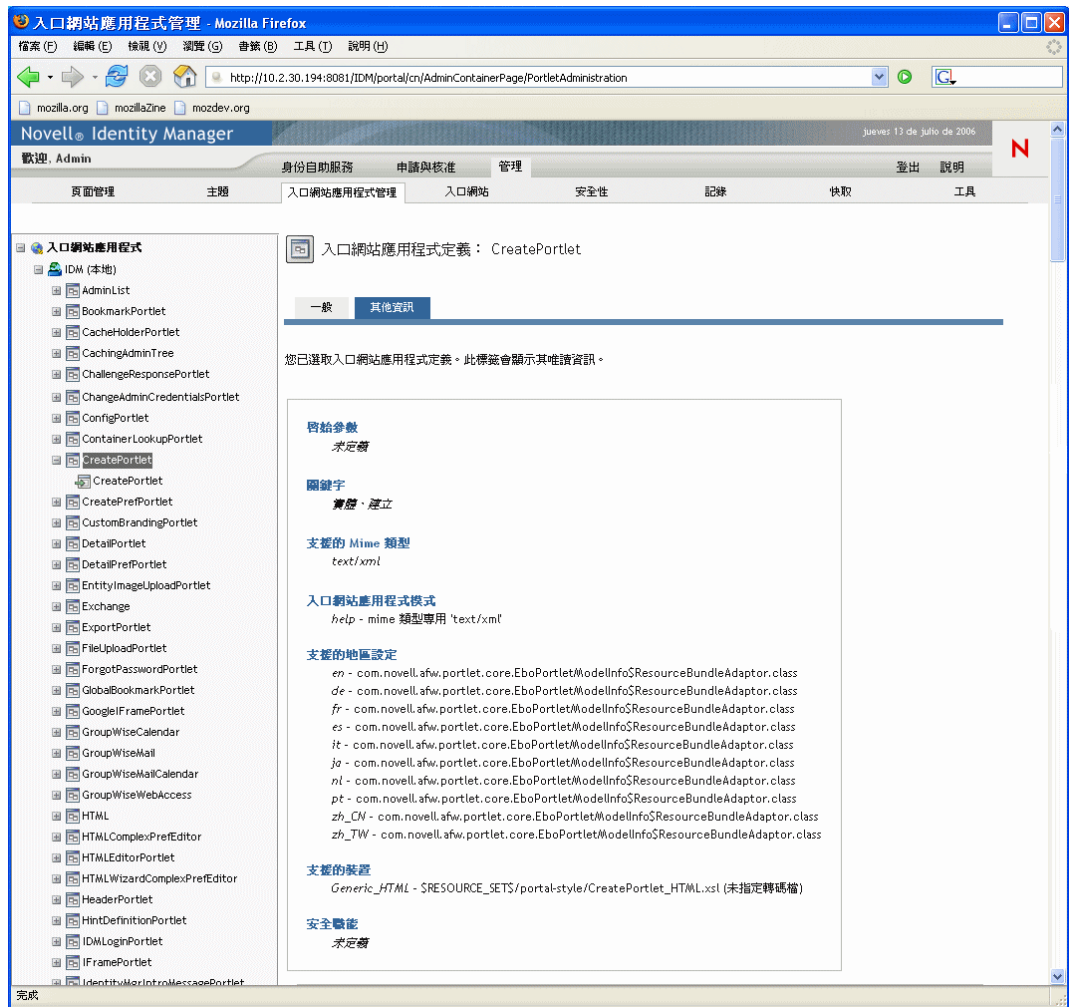 入口網站應用程式管理 - Mozilla Firefox
檔案(F) 編輯(E) 檢視(V) 瀏覽(G) 書籤(B) 工具(T) 說明(H)
http://10.2.30.194:8081/IDM/portal/cn/AdminContainerPage/PortletAdministration
G
mozilla.org mozillaZine mozdev.org
Novell® Identity Manager
jueves 13 de julio de 2006
N
歡迎, Admin
身份自助服務 申請與核准 管理 登出 說明
頁面管理 主題 入口網站應用程式管理 入口網站 安全性 記錄 快取 工具
入口網站應用程式
IDM (本地)
AdminList
BookmarkPortlet
CacheHolderPortlet
CachingAdminTree
ChallengeResponsePortlet
ChangeAdminCredentialsPortlet
ConfigPortlet
ContainerLookupPortlet
CreatePortlet
CreatePortlet
CreatePrefPortlet
CustomBrandingPortlet
DetailPortlet
DetailPrefPortlet
EntityImageUploadPortlet
Exchange
ExportPortlet
FileUploadPortlet
ForgotPasswordPortlet
GlobalBookmarkPortlet
GoogleIFramePortlet
GroupWiseCalendar
GroupWiseMail
GroupWiseMailCalendar
GroupWiseWebAccess
HTML
HTMLComplexPrefEditor
HTMLEditorPortlet
HTMLWizardComplexPrefEditor
HeaderPortlet
HintDefinitionPortlet
IDMLoginPortlet
IFramePortlet
IdentityMgrIntroMessagePortlet
入口網站應用程式定義： CreatePortlet
一般 其他資訊
您已選取入口網站應用程式定義。此標籤會顯示其唯讀資訊。
啓始參數
未定義
關鍵字
實體、建立
支援的 Mime 類型
text/xml
入口網站應用程式模式
help - mime 類型專用 'text/xml'
支援的地區設定
en - com.novell.afw.portlet.core.EboPortletModelInfo$ResourceBundleAdaptor.class
de - com.novell.afw.portlet.core.EboPortletModelInfo$ResourceBundleAdaptor.class
fr - com.novell.afw.portlet.core.EboPortletModelInfo$ResourceBundleAdaptor.class
es - com.novell.afw.portlet.core.EboPortletModelInfo$ResourceBundleAdaptor.class
it - com.novell.afw.portlet.core.EboPortletModelInfo$ResourceBundleAdaptor.class
ja - com.novell.afw.portlet.core.EboPortletModelInfo$ResourceBundleAdaptor.class
nl - com.novell.afw.portlet.core.EboPortletModelInfo$ResourceBundleAdaptor.class
pt - com.novell.afw.portlet.core.EboPortletModelInfo$ResourceBundleAdaptor.class
zh_CN - com.novell.afw.portlet.core.EboPortletModelInfo$ResourceBundleAdaptor.class
zh_TW - com.novell.afw.portlet.core.EboPortletModelInfo$ResourceBundleAdaptor.class
支援的裝置
Generic_HTML - $RESOURCE_SET$/portal-style/CreatePortlet_HTML.xsl (未指定轉碼檔)
安全職能
未定義
完成